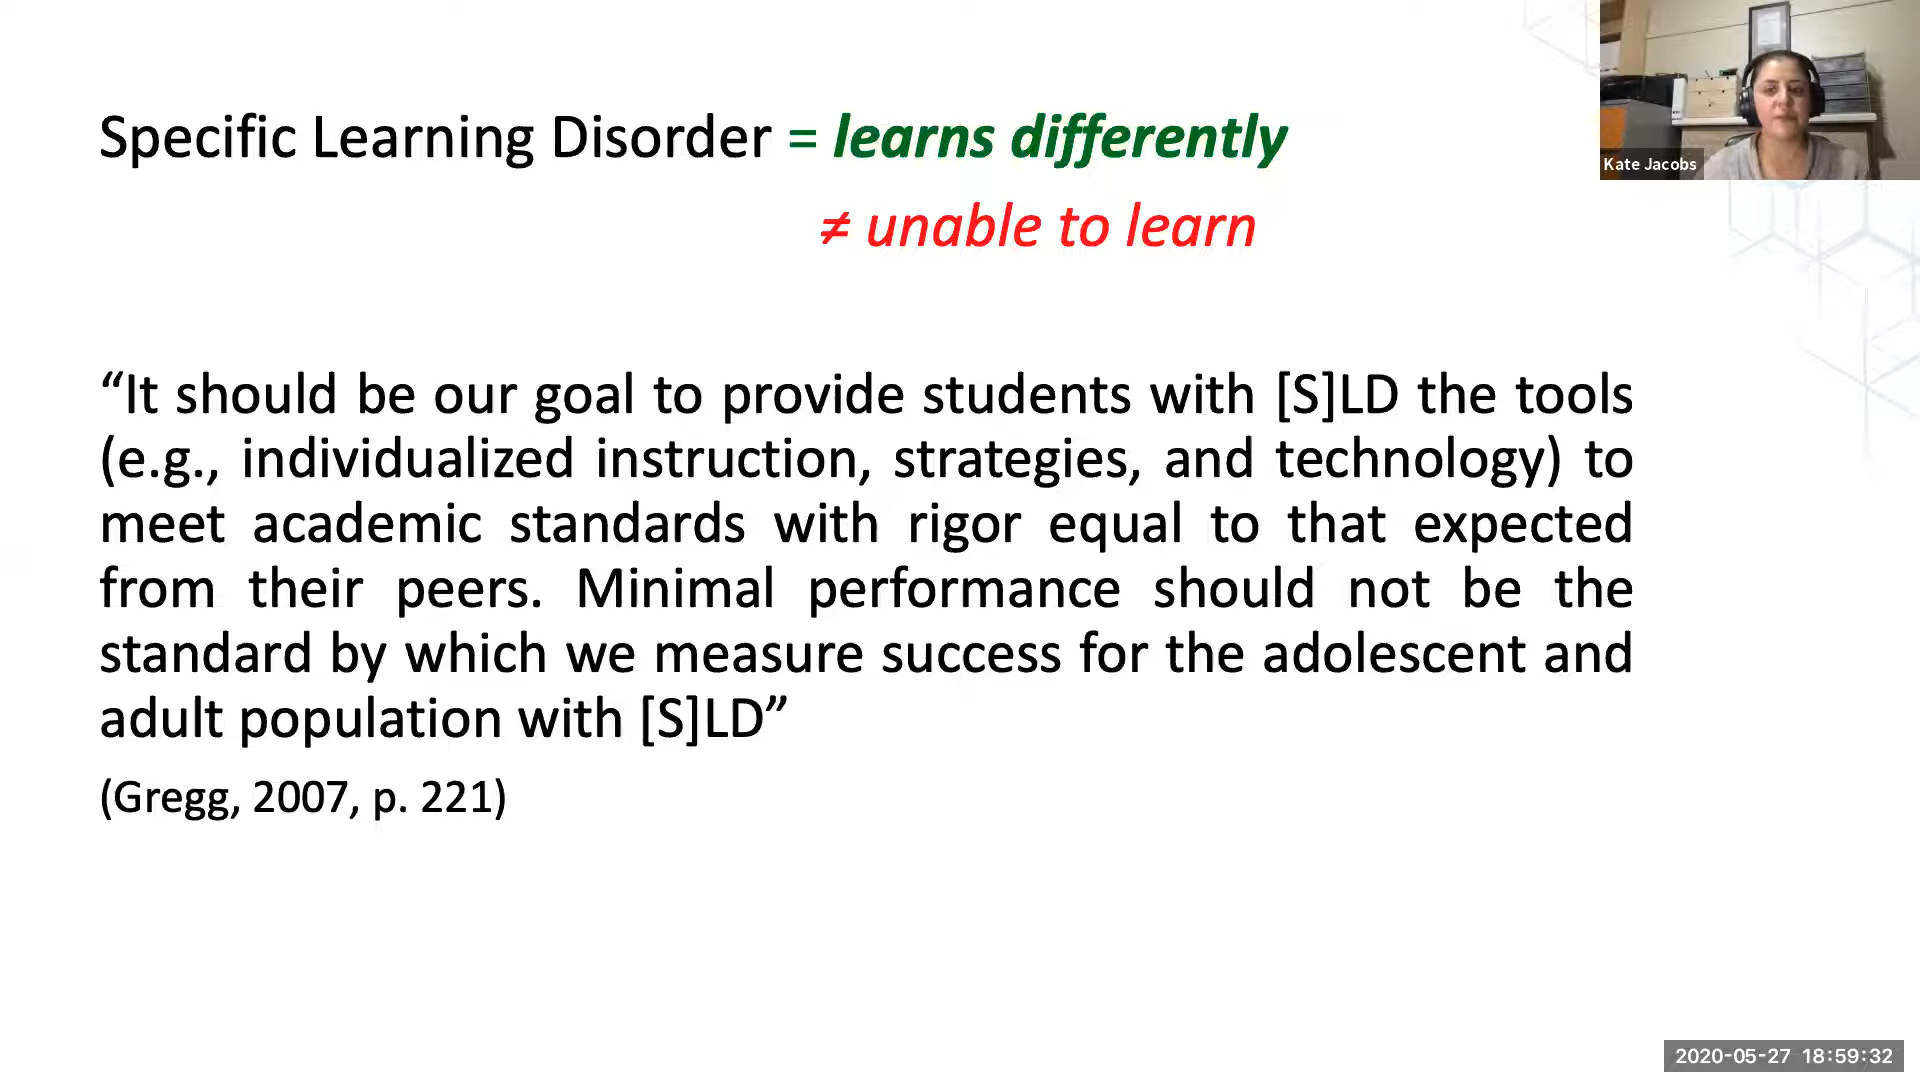 Specific Learning Disorder = learns differently
≠ unable to learn
Kate Jacobs
“It should be our goal to provide students with [S]LD the tools
(e.g., individualized instruction, strategies, and technology) to
meet academic standards with rigor equal to that expected
from their peers. Minimal performance should not be the
standard by which we measure success for the adolescent and
adult population with [S]LD”
(Gregg, 2007, p. 221)
2020-05-27 18:59:32